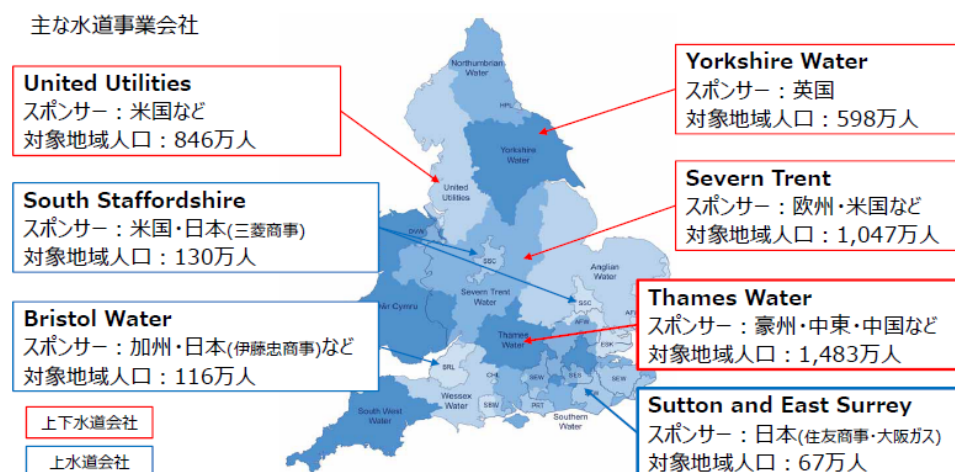 主な水道事業会社
United Utilities
スポンサー：米国など
対象地域人口：846万人
South Staffordshire
スポンサー：米国・日本(三菱商事)
対象地域人口：130万人
Bristol Water
スポンサー：加州・日本(伊藤忠商事)など
対象地域人口：116万人
上下水道会社
上水道会社
Yorkshire Water
スポンサー：英国
対象地域人口：598万人
Severn Trent
スポンサー：欧州・米国など
対象地域人口：1,047万人
Thames Water
スポンサー：豪州・中東・中国など
対象地域人口：1,483万人
Sutton and East Surrey
スポンサー：日本(住友商事・大阪ガス)
対象地域人口：67万人
Northumbrian
Water
HPL
Yorkshire
Water
United
Utilities
DVW
SSC
Anglian
Water
SSC
Severn Trent
Water
Cymru
AFW
ESK
Thames
Water
BRL
CHL
SEW
SES
SEW
Wessex
Water
SBW
PRT
Southern
Water
South West
Water